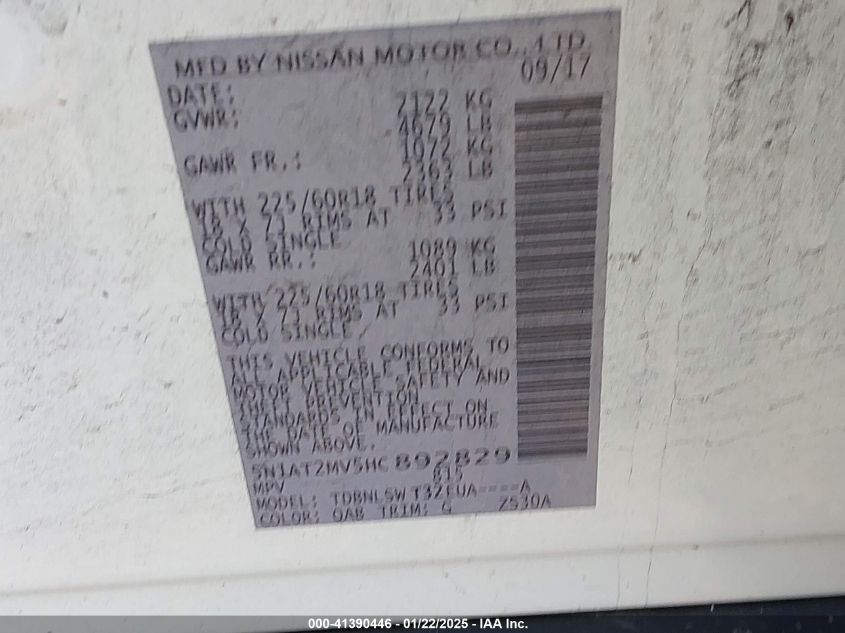 MFD BY NISSAN MOTOR CO., LTD.
DATE: 09/17
GVWR: 2122 KG
4679 LB
GAWR FR.: 1072 KG
2363 LB
WITH 225/60R18 TIRES
18 X 7J RIMS AT 33 PSI
COLD SINGLE
GAWR RR.: 1089 KG
2401 LB
WITH 225/60R18 TIRES
18 X 7J RIMS AT 33 PSI
COLD SINGLE
THIS VEHICLE CONFORMS TO
ALL APPLICABLE FEDERAL
MOTOR VEHICLE SAFETY AND
THEFT PREVENTION
STANDARDS IN EFFECT ON
THE DATE OF MANUFACTURE
SHOWN ABOVE.
5N1AT2MV5HC892829
MPV 815
MODEL: TDBNLSW T32EUA----A
COLOR: QAB TRIM: G Z530A
000-41390446 - 01/22/2025 - IAA Inc.